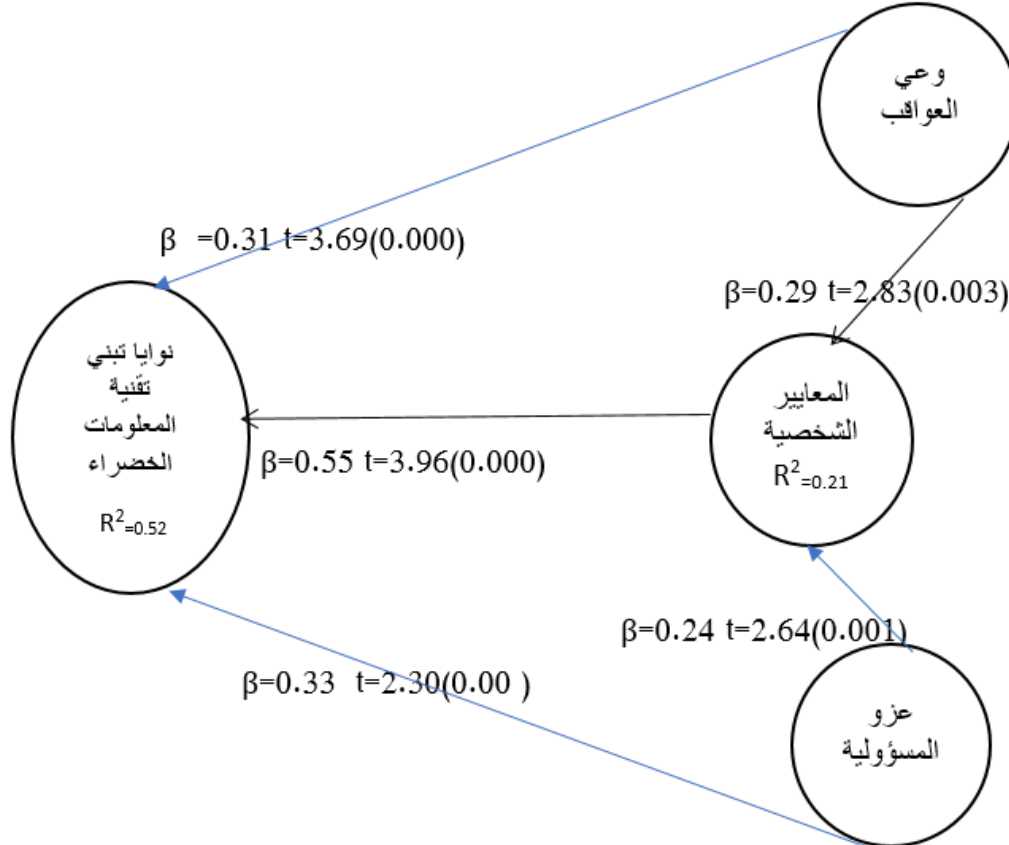 وعي
العواقب
β =0.31 t=3.69(0.000)
β=0.29 t=2.83(0.003)
نوايا تبني
تقنية
المعلومات
الخضراء
R²=0.52
المعايير
الشخصية
R²=0.21
β=0.55 t=3.96(0.000)
β=0.24 t=2.64(0.001)
β=0.33 t=2.30(0.00 )
عزو
المسؤولية